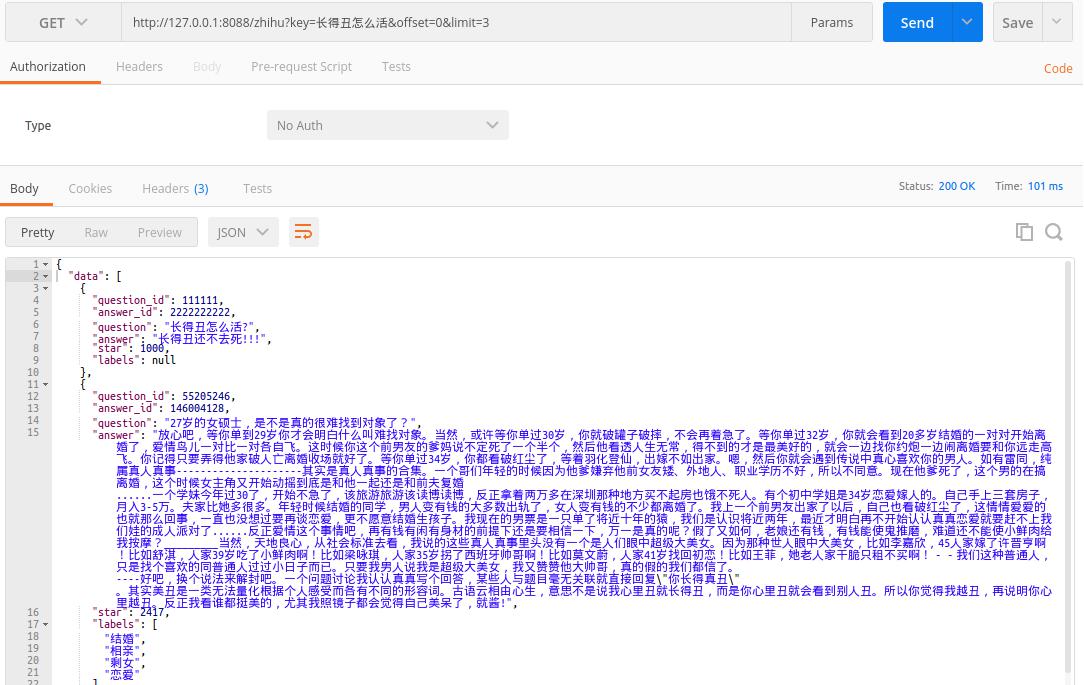 GET http://127.0.0.1:8088/zhihu?key=长得丑怎么活&offset=0&limit=3 Params Send Save
Authorization Headers Body Pre-request Script Tests Code
Type No Auth
Body Cookies Headers (3) Tests Status: 200 OK Time: 101 ms
Pretty Raw Preview JSON
1 {
2 "data": [
3 {
4 "question_id": 111111,
5 "answer_id": 2222222222,
6 "question": "长得丑怎么活?",
7 "answer": "长得丑还不去死!!!",
8 "star": 1000,
9 "labels": null
10 },
11 {
12 "question_id": 55205246,
13 "answer_id": 146004128,
14 "question": "27岁的女硕士，是不是真的很难找到对象了？",
15 "answer": "放心吧，等你单到29岁你才会明白什么叫难找对象。当然，或许等你单过30岁，你就破罐子破摔，不会再着急了。等你单过32岁，你就会看到20多岁结婚的一对对开始离
婚了，爱情鸟儿一对比一对各自飞。这时候你这个前男友的爹妈说不定死了一个半个，然后他看透人生无常，得不到的才是最美好的，就会一边找你约炮一边闹离婚要和你远走高
飞。你记得只要弄得他家破人亡离婚收场就好了。等你单过34岁，你都看破红尘了，等着羽化登仙，出嫁不如出家。嗯，然后你就会遇到传说中真心喜欢你的男人。如有雷同，纯
属真人真事------------------其实是真人真事的合集。一个哥们年轻的时候因为他爹嫌弃他前女友矮、外地人、职业学历不好，所以不同意。现在他爹死了，这个男的在搞
离婚，这个时候女主角又开始动摇到底是和他一起还是和前夫复婚
......一个学妹今年过30了，开始不急了，该旅游旅游该读博读博，反正拿着两万多在深圳那种地方买不起房也饿不死人。有个初中学姐是34岁恋爱嫁人的。自己手上三套房子，
月入3-5万。夫家比她多很多。年轻时候结婚的同学，男人变有钱的大多数出轨了，女人变有钱的不少都离婚了。我上一个前男友出家了以后，自己也看破红尘了，这情情爱爱的
也就那么回事，一直也没想过要再谈恋爱，更不愿意结婚生孩子。我现在的男票是一只单了将近十年的猿，我们是认识将近两年，最近才明白再不开始认认真真恋爱就要赶不上我
们娃的成人派对了......反正爱情这个事情吧，再有钱有闲有身材的前提下还是要相信一下，万一是真的呢？假了又如何，老娘还有钱，有钱能使鬼推磨，难道还不能使小鲜肉给
我按摩？ 当然，天地良心，从社会标准去看，我说的这些真人真事里头没有一个是人们眼中超级大美女。因为那种世人眼中大美女，比如李嘉欣，45人家嫁了许晋亨啊
！比如舒淇，人家39岁吃了小鲜肉啊！比如梁咏琪，人家35岁拐了西班牙帅哥啊！比如莫文蔚，人家41岁找回初恋！比如王菲，她老人家干脆只租不买啊！- - 我们这种普通人，
只是找个喜欢的同普通人过过小日子而已。只要我男人说我是超级大美女，我又赞赞他大帅哥，真的假的我们都信了。
----好吧，换个说法来解封吧。一个问题讨论我认认真真写个回答，某些人与题目毫无关联就直接回复\"你长得真丑\"
。其实美丑是一类无法量化根据个人感受而各有不同的形容词。古语云相由心生，意思不是说我心里丑就长得丑，而是你心里丑就会看到别人丑。所以你觉得我越丑，再说明你心
里越丑。反正我看谁都挺美的，尤其我照镜子都会觉得自己美呆了，就酱!",
16 "star": 2417,
17 "labels": [
18 "结婚",
19 "相亲",
20 "剩女",
21 "恋爱"
22 ]